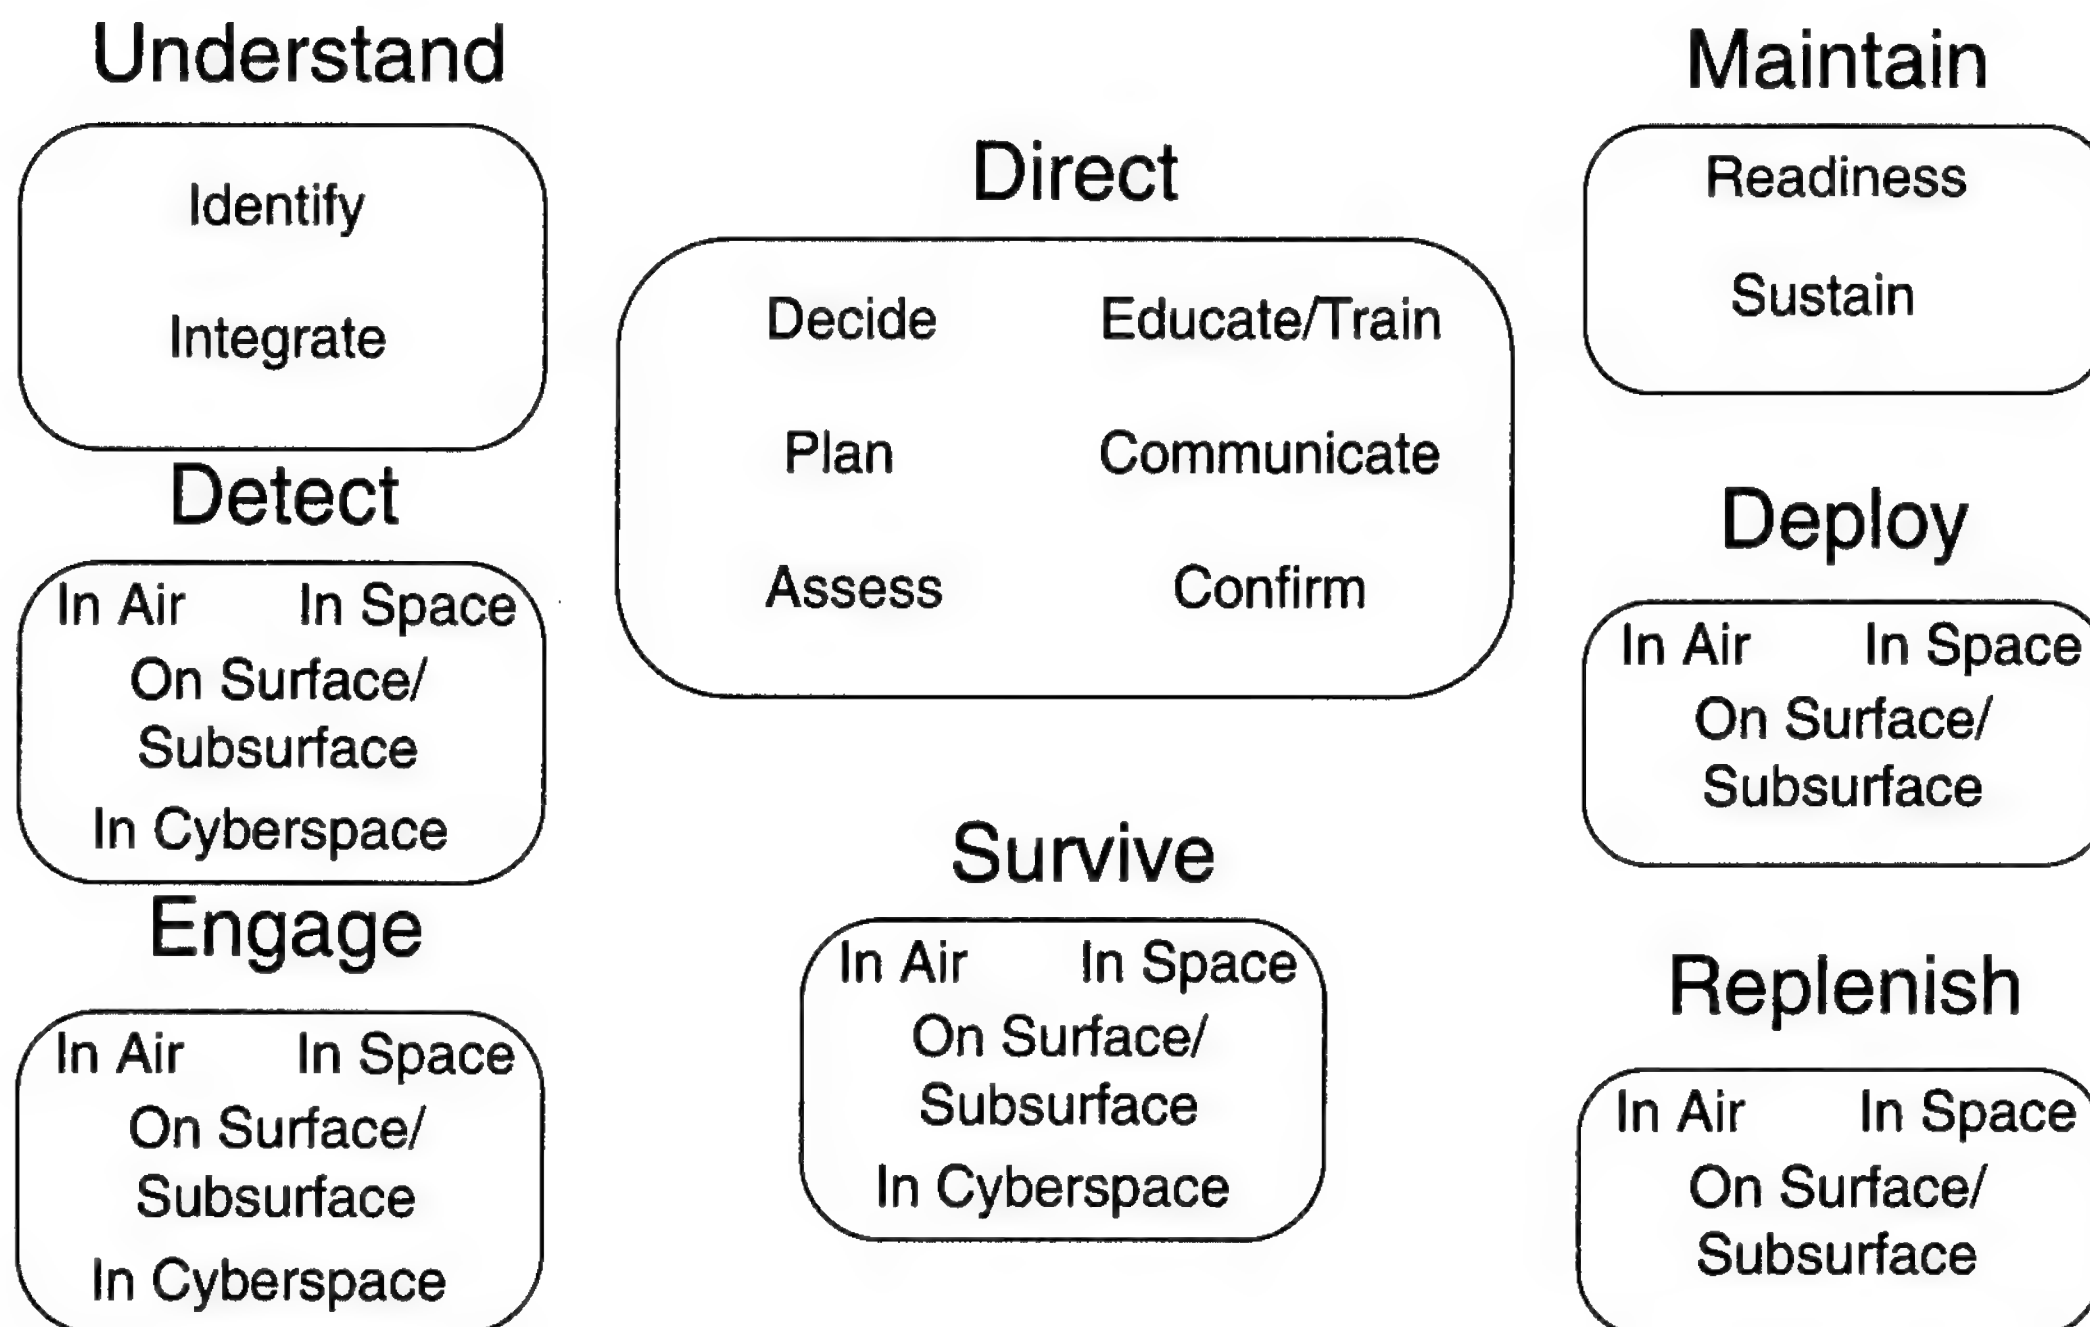 Understand
Identify
Integrate
Detect
In Air In Space
On Surface/
Subsurface
In Cyberspace
Engage
In Air In Space
On Surface/
Subsurface
In Cyberspace
Direct
Decide Educate/Train
Plan Communicate
Assess Confirm
Survive
In Air In Space
On Surface/
Subsurface
In Cyberspace
Maintain
Readiness
Sustain
Deploy
In Air In Space
On Surface/
Subsurface
Replenish
In Air In Space
On Surface/
Subsurface